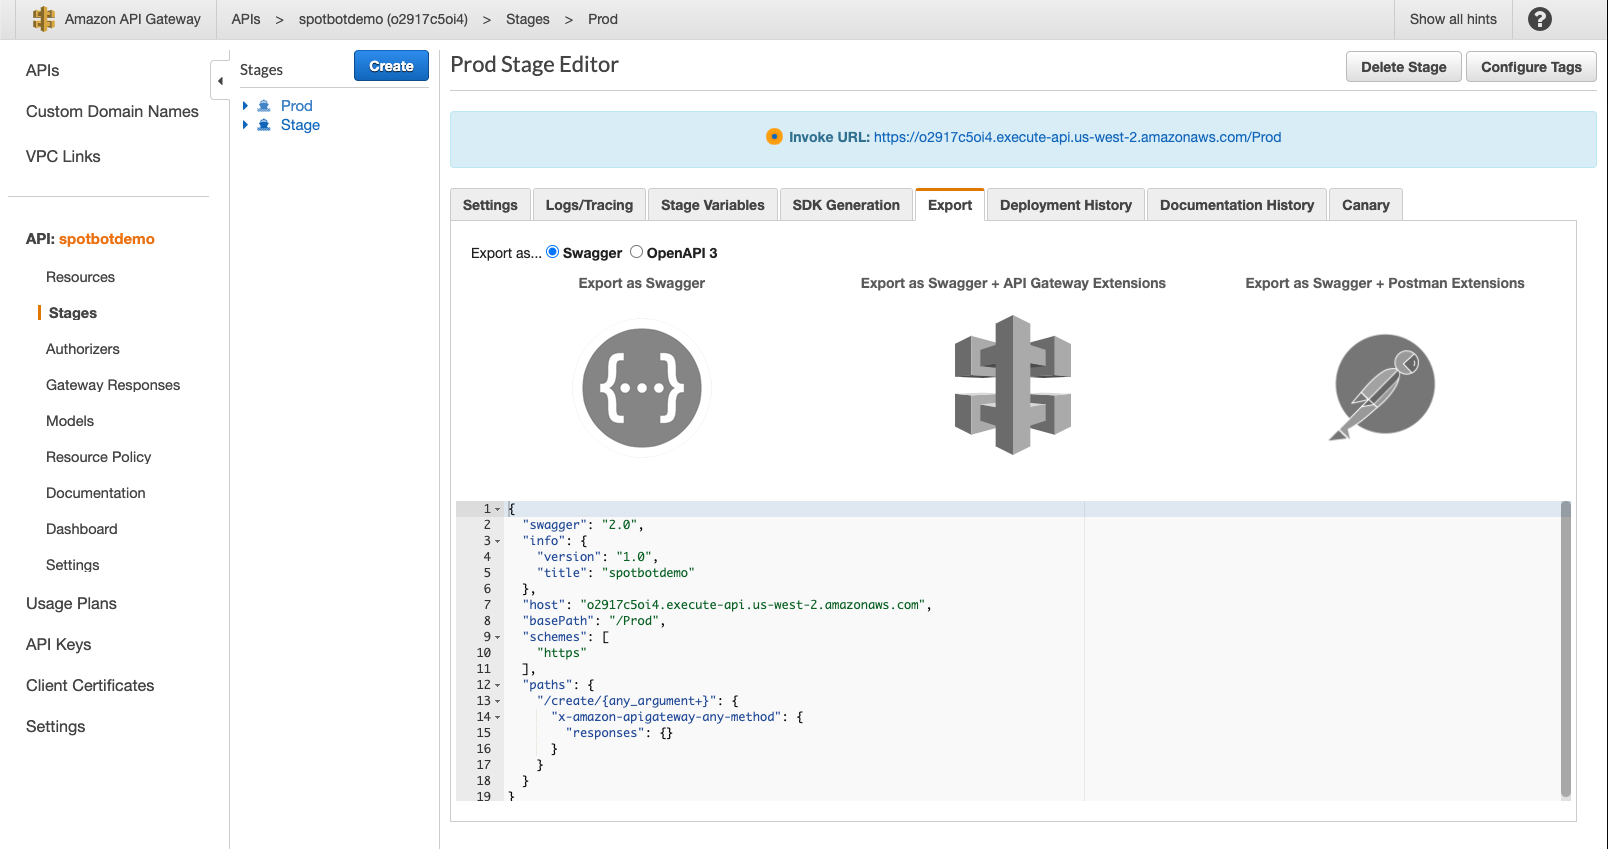 Amazon API Gateway
APIs > spotbotdemo (o2917c5oi4) > Stages > Prod
Show all hints
?
APIs
Custom Domain Names
VPC Links
API: spotbotdemo
Resources
Stages
Authorizers
Gateway Responses
Models
Resource Policy
Documentation
Dashboard
Settings
Usage Plans
API Keys
Client Certificates
Settings
Stages
Create
Prod
Stage
Prod Stage Editor
Delete Stage
Configure Tags
Invoke URL: https://o2917c5oi4.execute-api.us-west-2.amazonaws.com/Prod
Settings
Logs/Tracing
Stage Variables
SDK Generation
Export
Deployment History
Documentation History
Canary
Export as... Swagger OpenAPI 3
Export as Swagger
Export as Swagger + API Gateway Extensions
Export as Swagger + Postman Extensions
{...}
1 {
2 "swagger": "2.0",
3 "info": {
4 "version": "1.0",
5 "title": "spotbotdemo"
6 },
7 "host": "o2917c5oi4.execute-api.us-west-2.amazonaws.com",
8 "basePath": "/Prod",
9 "schemes": [
10 "https"
11 ],
12 "paths": {
13 "/create/{any_argument+}": {
14 "x-amazon-apigateway-any-method": {
15 "responses": {}
16 }
17 }
18 }
19 }